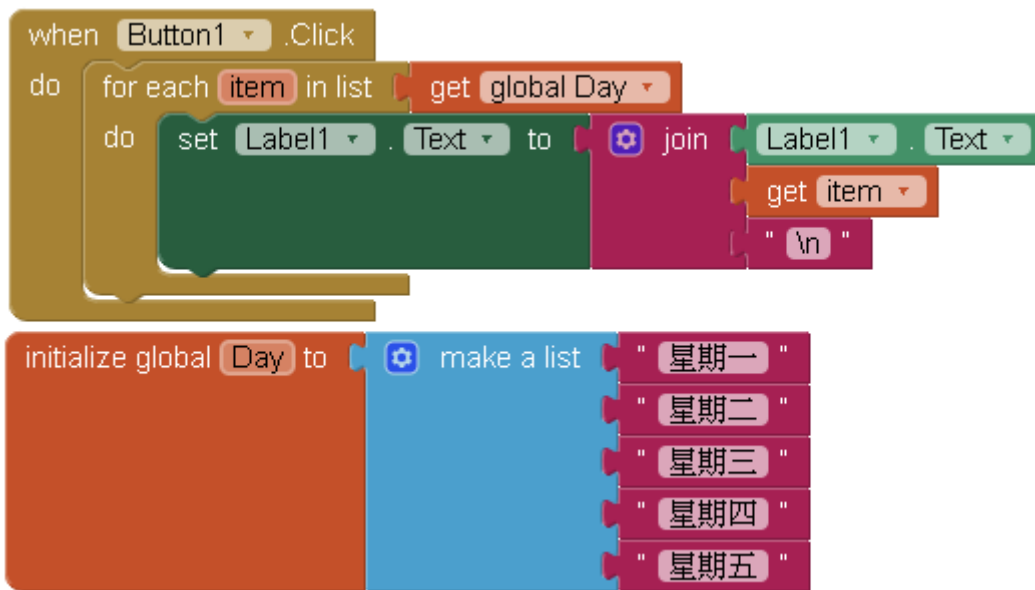 when Button1 .Click
do for each item in list get global Day
do set Label1 . Text to join Label1 . Text
get item
" \n "
initialize global Day to make a list " 星期一 "
" 星期二 "
" 星期三 "
" 星期四 "
" 星期五 "